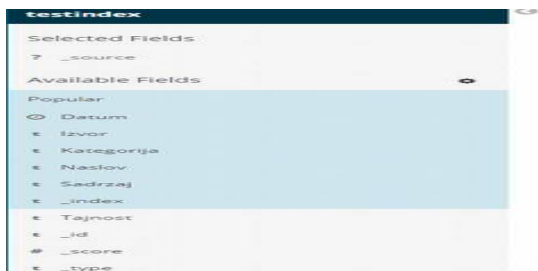 testindex
Selected Fields
? _source
Available Fields
Popular
Datum
t Izvor
t Kategorija
t Naslov
t Sadrzaj
t _index
t Tajnost
t _id
# _score
t _type